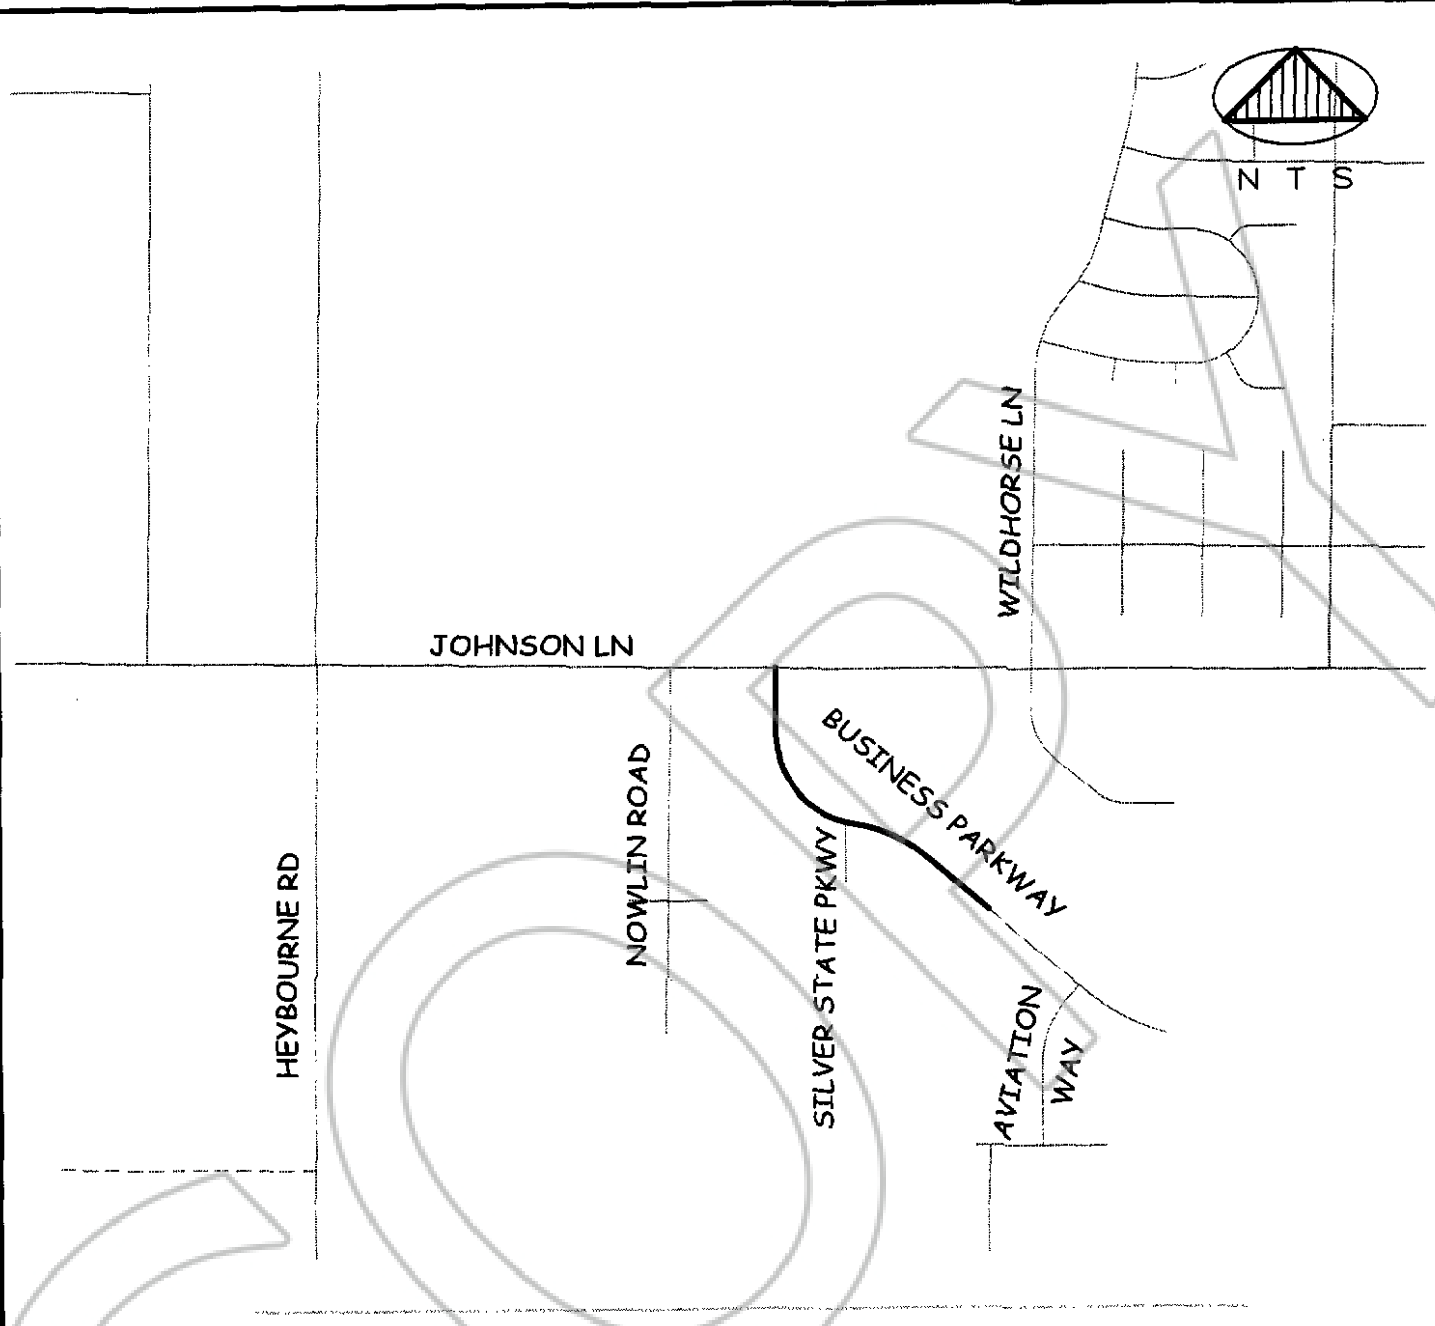 N T S
WILDHORSE LN
JOHNSON LN
BUSINESS PARKWAY
NOWLIN ROAD
SILVER STATE PKWY
HEYBOURNE RD
AVIATION
WAY
COPY